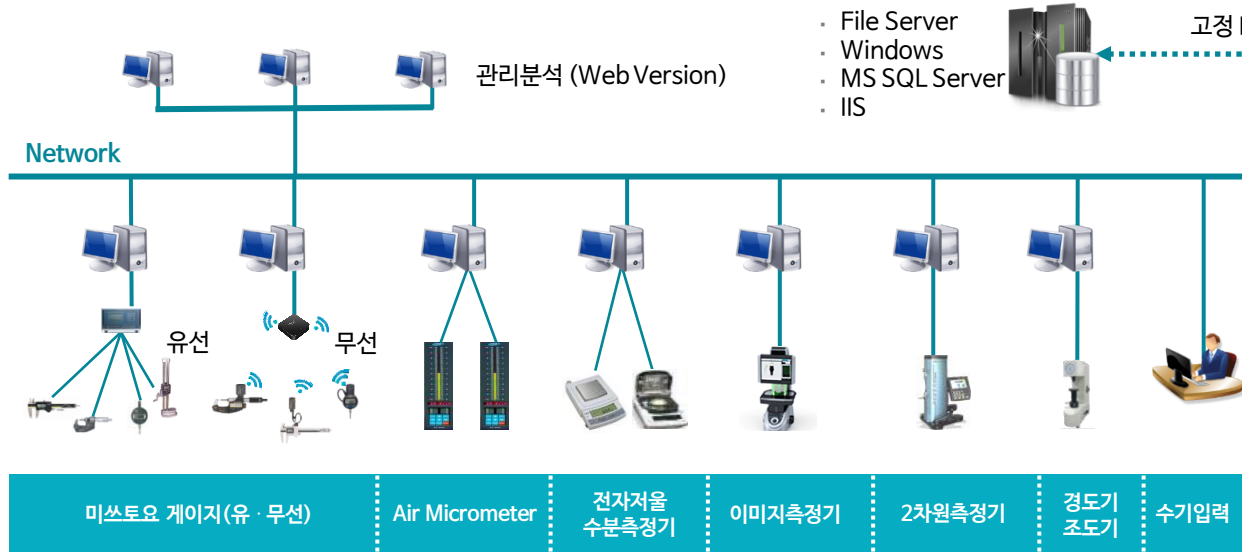 · File Server
· Windows
· MS SQL Server
· IIS
고정 I
관리분석 (Web Version)
Network
유선
무선
미쓰토요 게이지(유 · 무선)
Air Micrometer
전자저울
수분측정기
이미지측정기
2차원측정기
경도기
조도기
수기입력